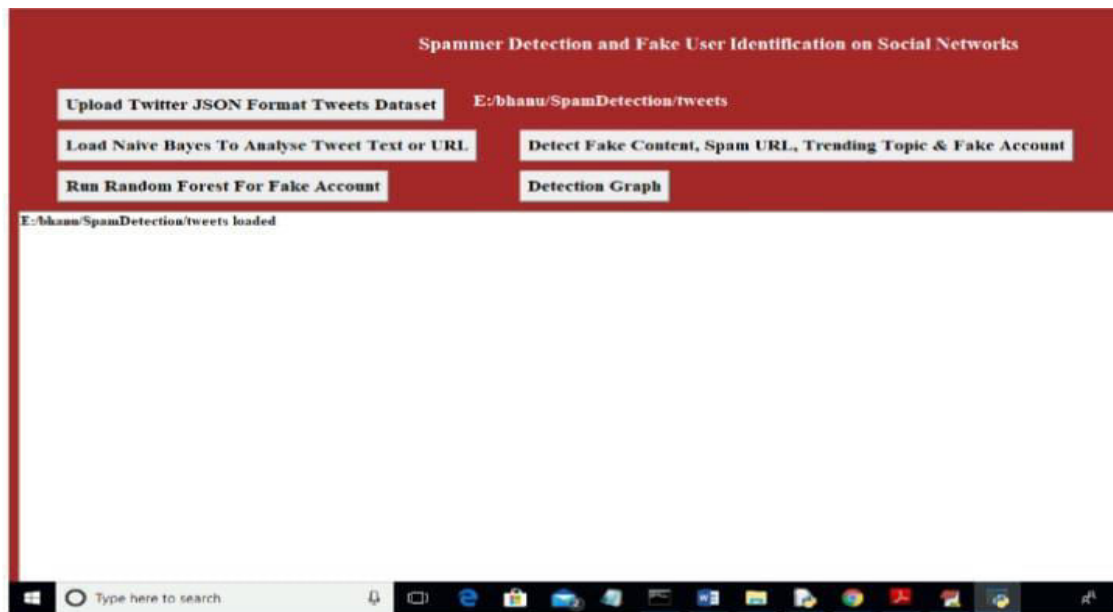 Spammer Detection and Fake User Identification on Social Networks
Upload Twitter JSON Format Tweets Dataset E:/bhanu/SpamDetection/tweets
Load Naive Bayes To Analyse Tweet Text or URL Detect Fake Content, Spam URL, Trending Topic & Fake Account
Run Random Forest For Fake Account Detection Graph
E:/bhanu/SpamDetection/tweets loaded
Type here to search